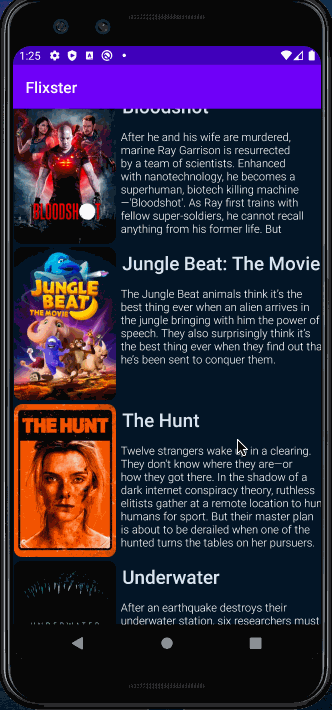 1:25
Flixster
Bloodshot
After he and his wife are murdered,
marine Ray Garrison is resurrected
by a team of scientists. Enhanced
with nanotechnology, he becomes a
superhuman, biotech killing machine
—'Bloodshot'. As Ray first trains with
fellow super-soldiers, he cannot recall
anything from his former life. But
BLOODSHOT
Jungle Beat: The Movie
JUNGLE
BEAT
THE MOVIE
The Jungle Beat animals think it's the
best thing ever when an alien arrives in
the jungle bringing with him the power of
speech. They also surprisingly think it's
the best thing ever when they find out tha
he's been sent to conquer them.
THE HUNT
The Hunt
Twelve strangers wake in a clearing.
They don't know where they are—or
how they got there. In the shadow of a
dark internet conspiracy theory, ruthless
elitists gather at a remote location to hun
humans for sport. But their master plan
is about to be derailed when one of the
hunted turns the tables on her pursuers.
Underwater
After an earthquake destroys their
underwater station, six researchers must
UNDERWATER